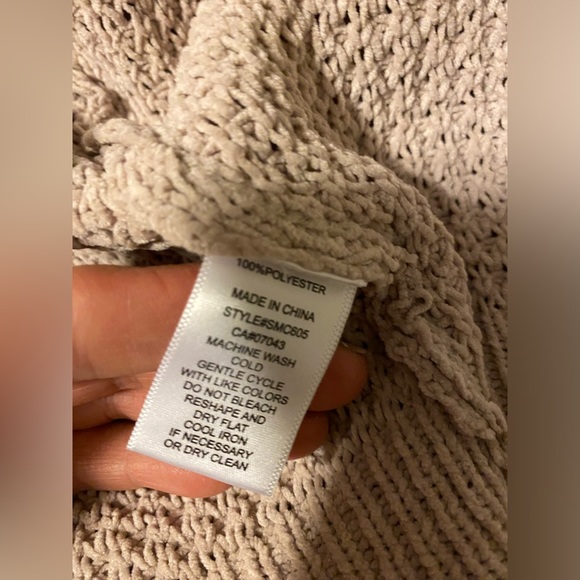 100%POLYESTER
MADE IN CHINA
STYLE#SMC605
CA#07043
MACHINE WASH
COLD
GENTLE CYCLE
WITH LIKE COLORS
DO NOT BLEACH
RESHAPE AND
DRY FLAT
COOL IRON
IF NECESSARY
OR DRY CLEAN